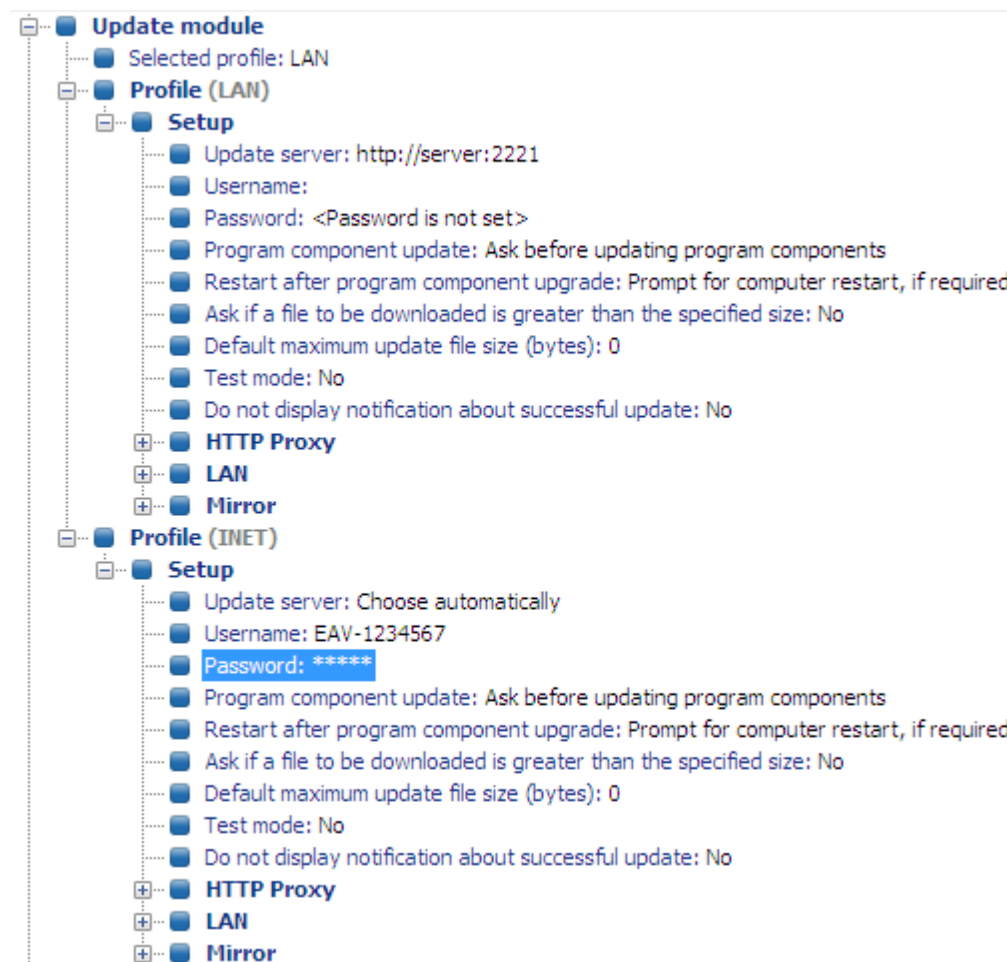 Update module
Selected profile: LAN
Profile (LAN)
Setup
Update server: http://server:2221
Username:
Password: <Password is not set>
Program component update: Ask before updating program components
Restart after program component upgrade: Prompt for computer restart, if required
Ask if a file to be downloaded is greater than the specified size: No
Default maximum update file size (bytes): 0
Test mode: No
Do not display notification about successful update: No
HTTP Proxy
LAN
Mirror
Profile (INET)
Setup
Update server: Choose automatically
Username: EAV-1234567
Password: *****
Program component update: Ask before updating program components
Restart after program component upgrade: Prompt for computer restart, if required
Ask if a file to be downloaded is greater than the specified size: No
Default maximum update file size (bytes): 0
Test mode: No
Do not display notification about successful update: No
HTTP Proxy
LAN
Mirror